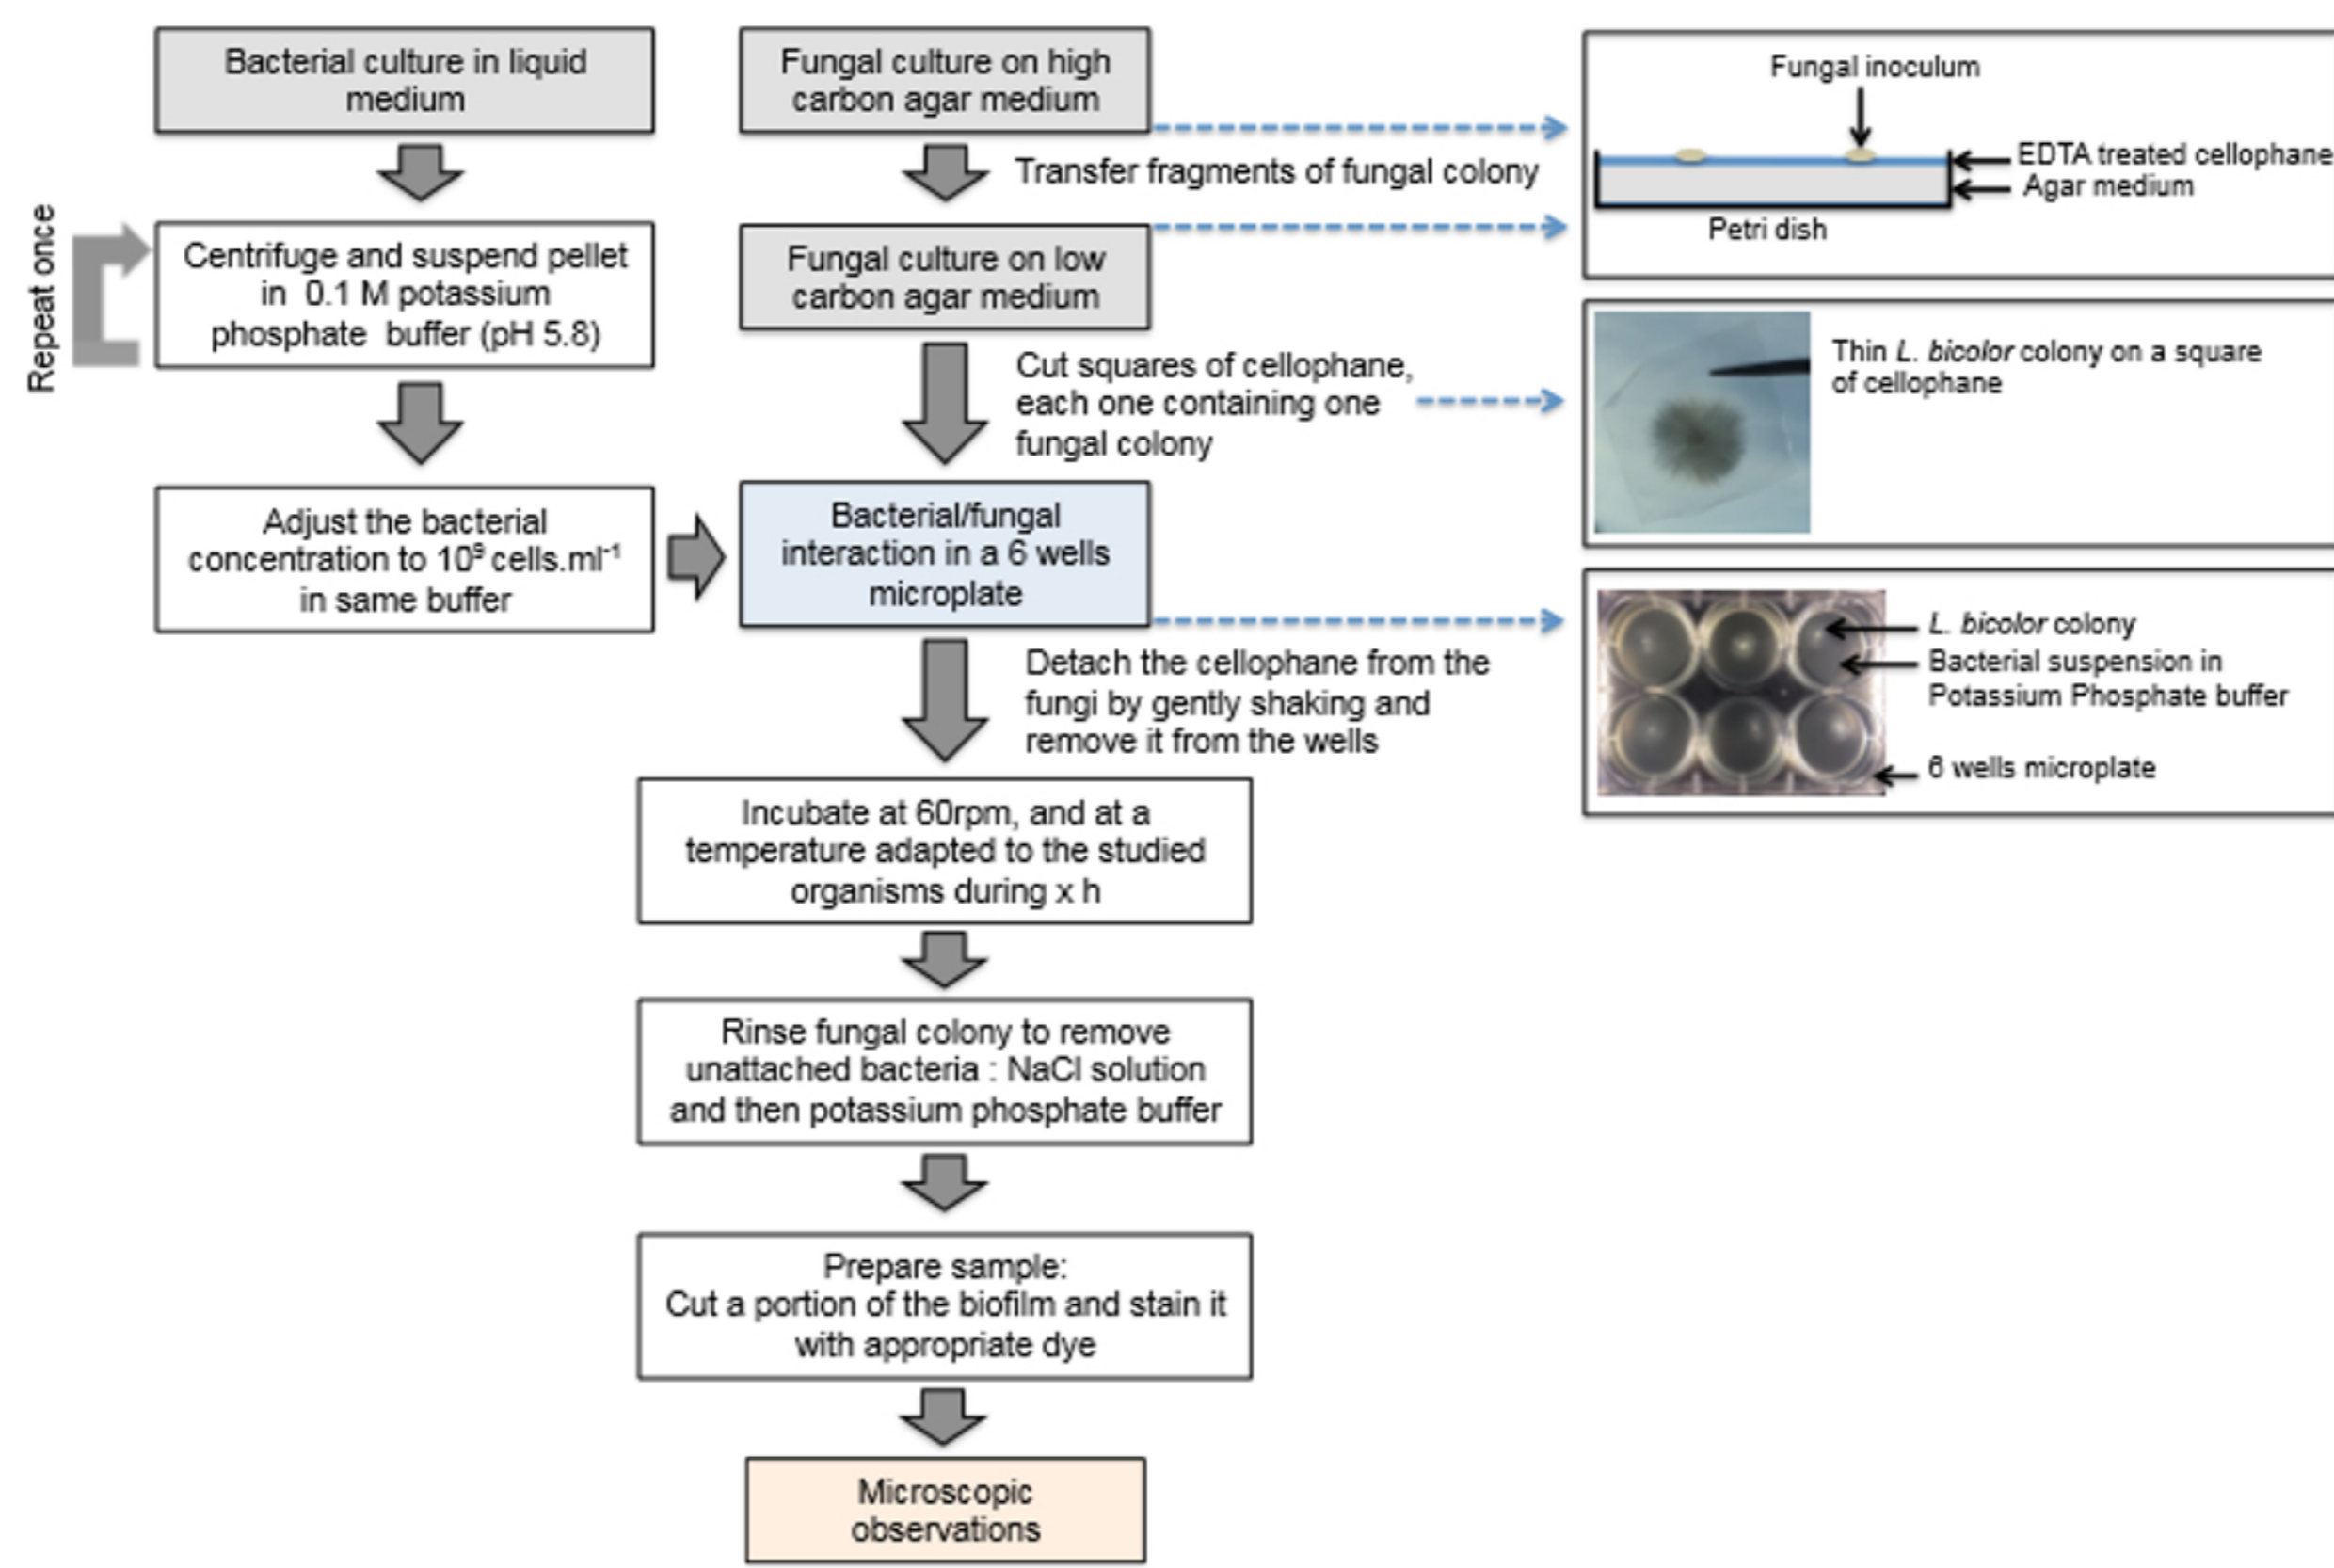 Bacterial culture in liquid
medium
Repeat once
Centrifuge and suspend pellet
in 0.1 M potassium
phosphate buffer (pH 5.8)
Adjust the bacterial
concentration to 10⁹ cells.ml⁻¹
in same buffer
Fungal culture on high
carbon agar medium
Transfer fragments of fungal colony
Fungal culture on low
carbon agar medium
Cut squares of cellophane,
each one containing one
fungal colony
Bacterial/fungal
interaction in a 6 wells
microplate
Detach the cellophane from the
fungi by gently shaking and
remove it from the wells
Incubate at 60rpm, and at a
temperature adapted to the studied
organisms during x h
Rinse fungal colony to remove
unattached bacteria : NaCl solution
and then potassium phosphate buffer
Prepare sample:
Cut a portion of the biofilm and stain it
with appropriate dye
Microscopic
observations
Fungal inoculum
EDTA treated cellophane
Agar medium
Petri dish
Thin L. bicolor colony on a square
of cellophane
L. bicolor colony
Bacterial suspension in
Potassium Phosphate buffer
6 wells microplate